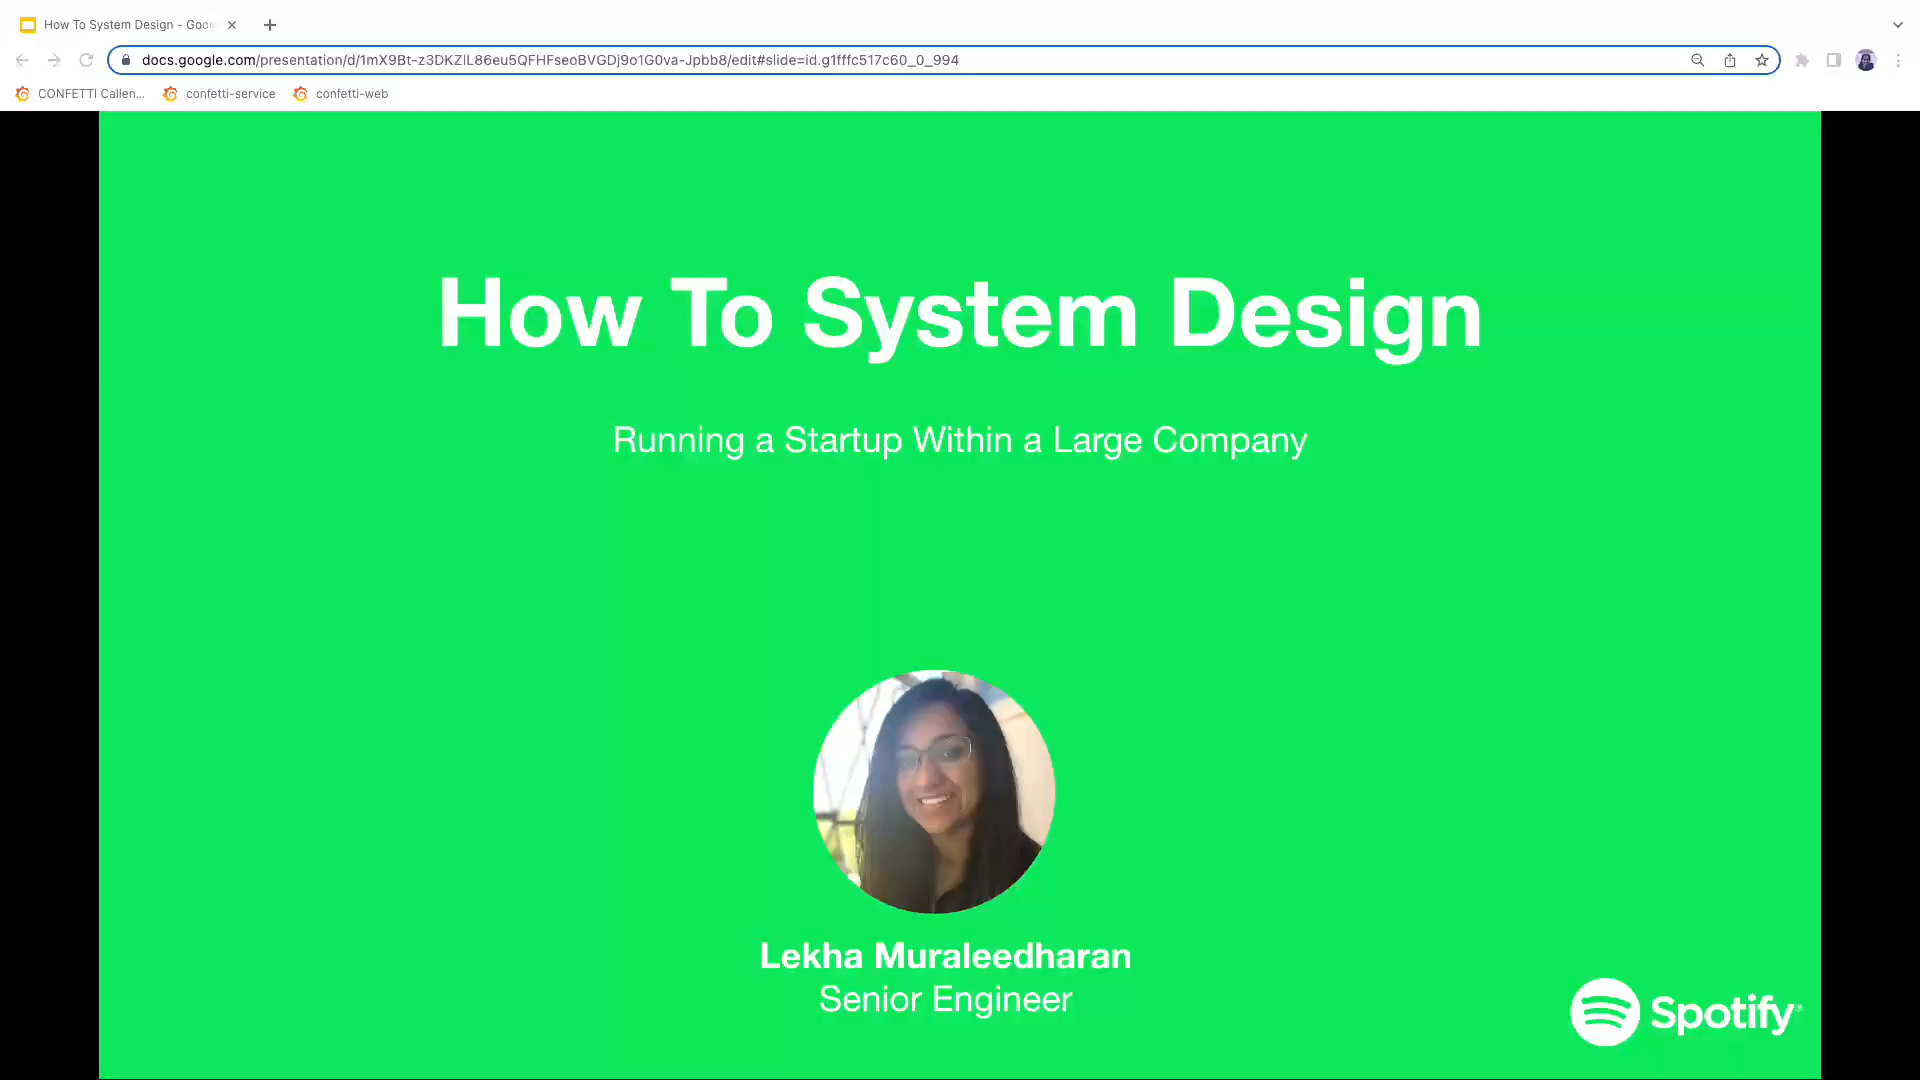 How To System Design - Goo
docs.google.com/presentation/d/1mX9Bt-z3DKZlL86eu5QFHFseoBVGDj9o1G0va-Jpbb8/edit#slide=id.g1fffc517c60_0_994
CONFETTI Callen... confetti-service confetti-web
How To System Design
Running a Startup Within a Large Company
Lekha Muraleedharan
Senior Engineer
Spotify